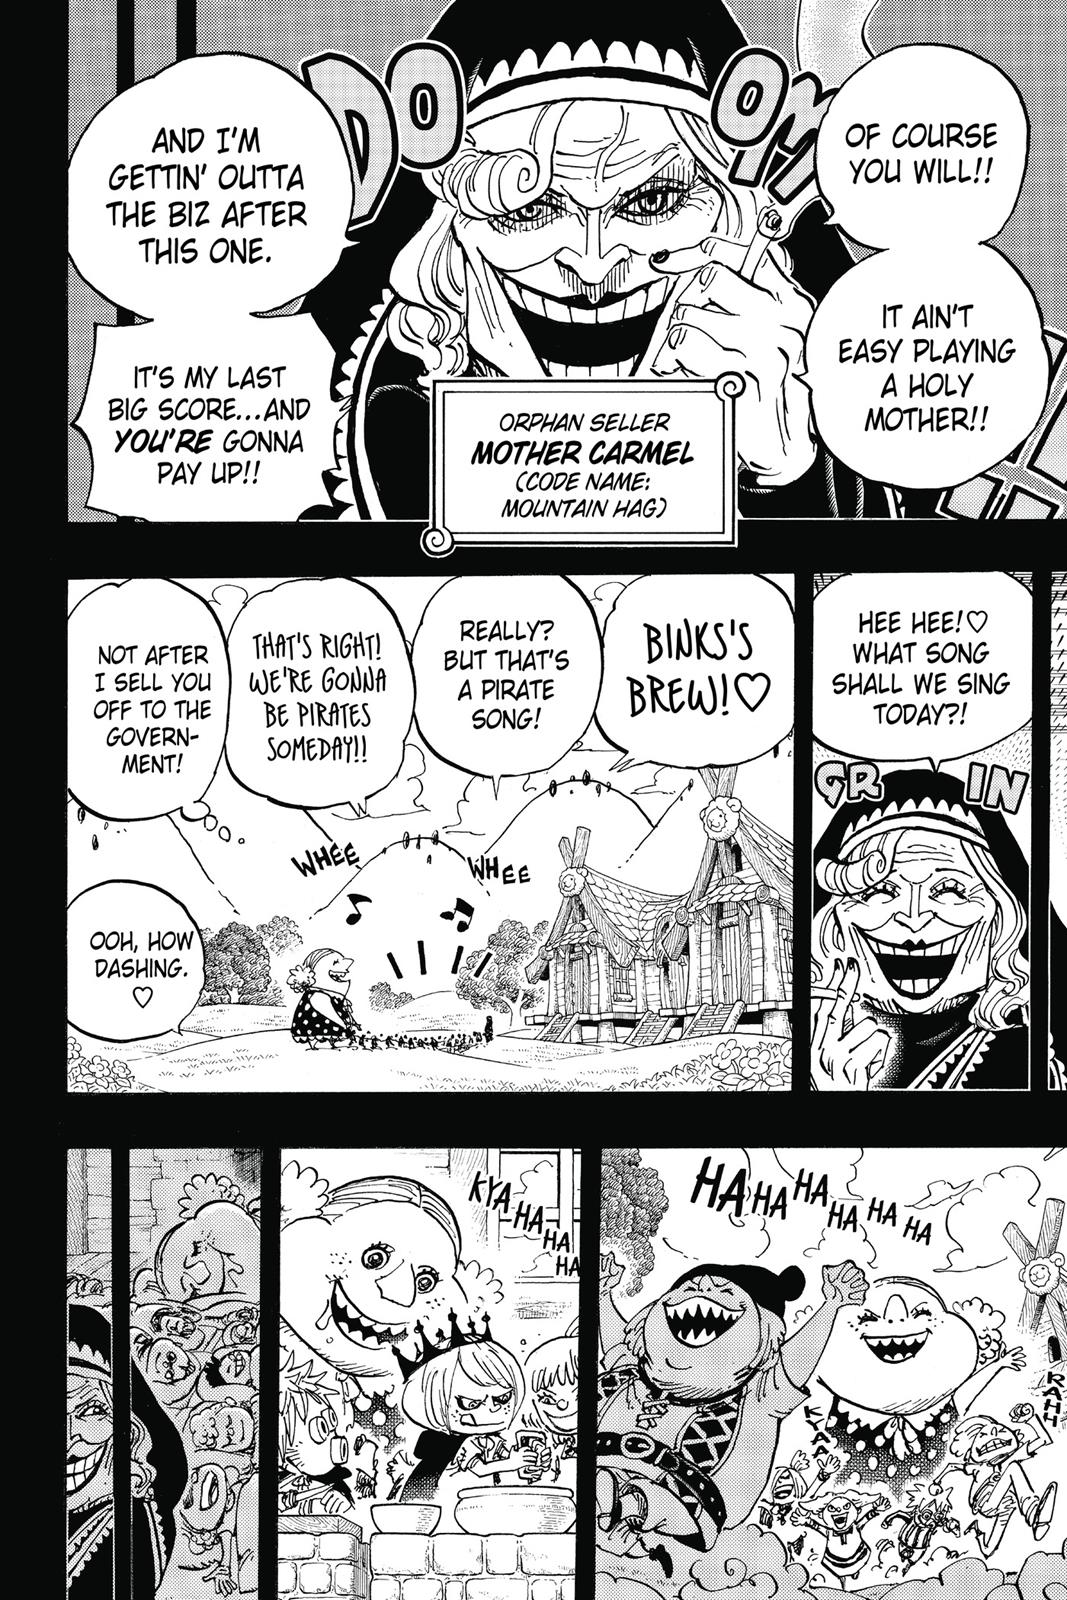 OF COURSE
YOU WILL!!
IT AIN'T
EASY PLAYING
A HOLY
MOTHER!!
DO
OM
AND I'M
GETTIN' OUTTA
THE BIZ AFTER
THIS ONE.
IT'S MY LAST
BIG SCORE...AND
YOU'RE GONNA
PAY UP!!
ORPHAN SELLER
MOTHER CARMEL
(CODE NAME:
MOUNTAIN HAG)
HEE HEE!♡
WHAT SONG
SHALL WE SING
TODAY?!
GR IN
BINKS'S
BREW!♡
REALLY?
BUT THAT'S
A PIRATE
SONG!
THAT'S RIGHT!
WE'RE GONNA
BE PIRATES
SOMEDAY!!
NOT AFTER
I SELL YOU
OFF TO THE
GOVERN-
MENT!
OOH, HOW
DASHING.
♡
WHEE
WHEE
HA HA HA HA HA HA
RAHH
KYAA
KYA HA HA HA